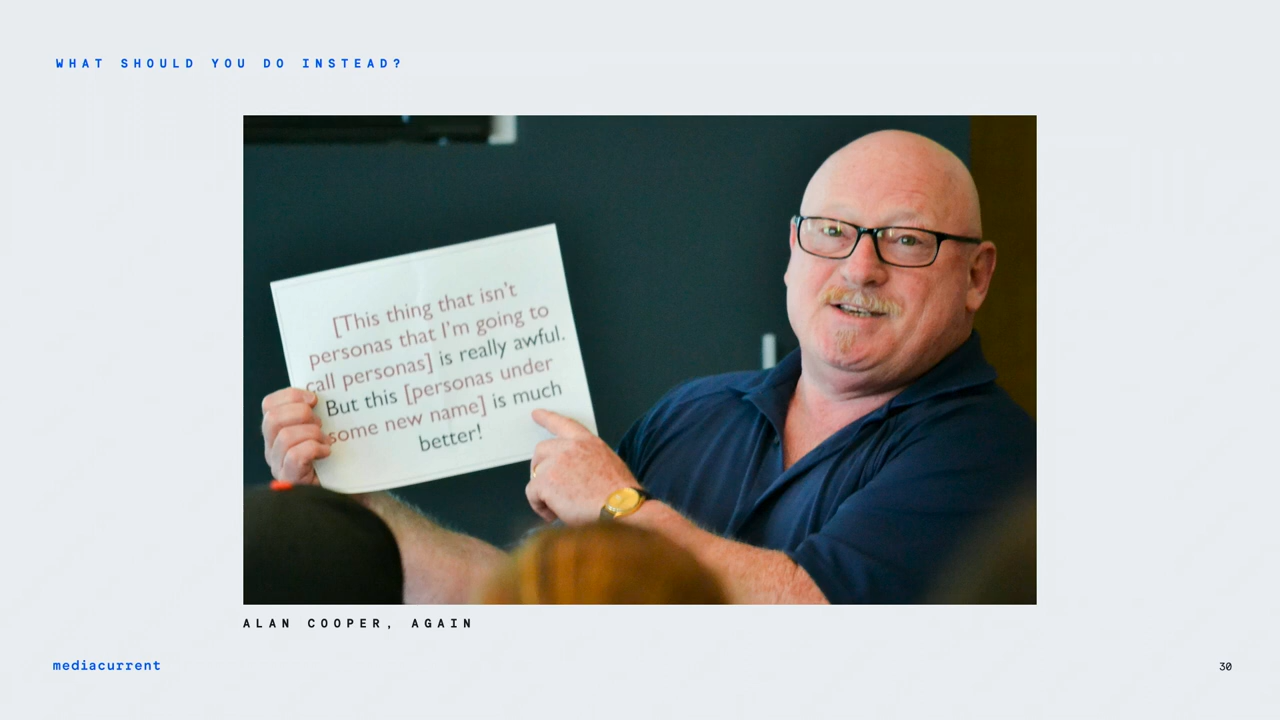 WHAT SHOULD YOU DO INSTEAD?
[This thing that isn't
personas that I'm going to
call personas] is really awful.
But this [personas under
some new name] is much
better!
ALAN COOPER, AGAIN
mediacurrent
30